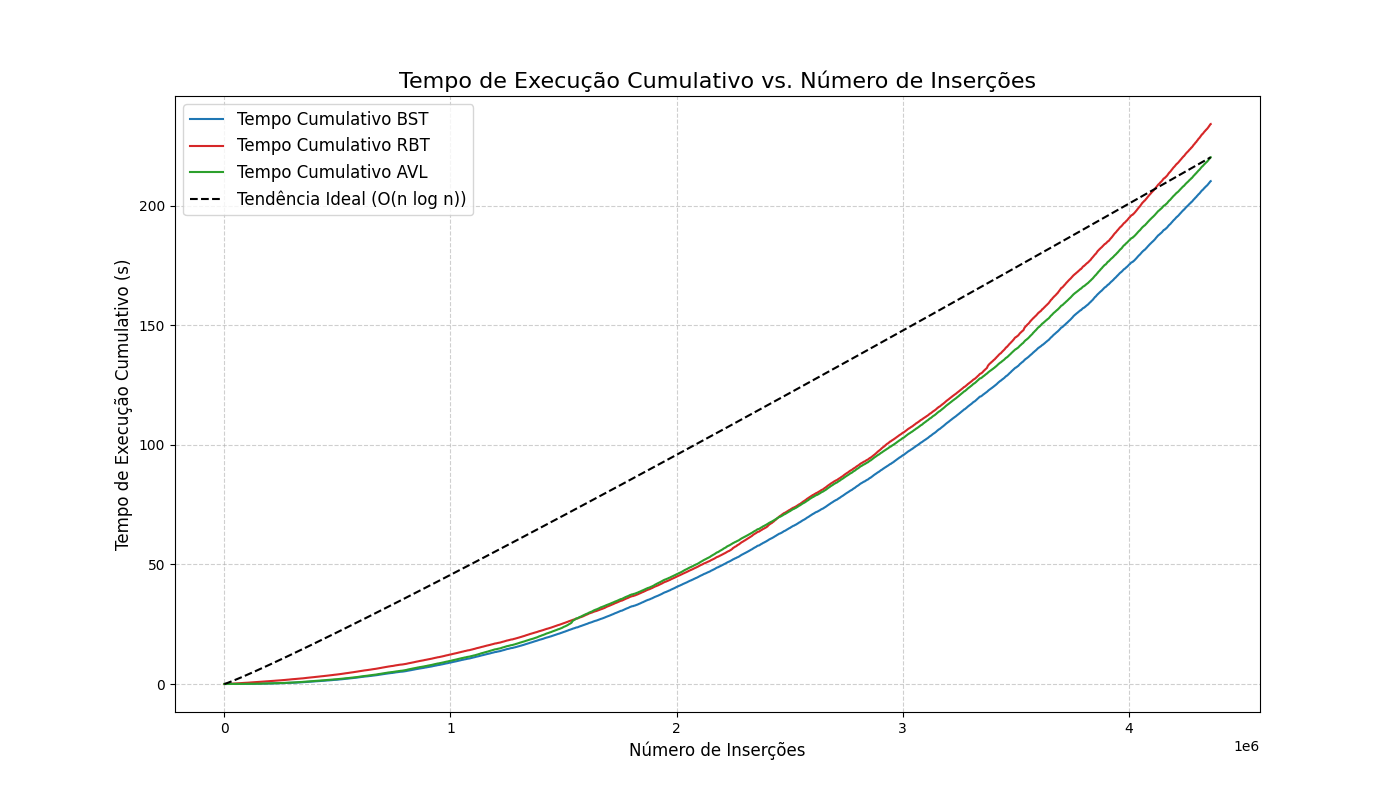 Tempo de Execução Cumulativo vs. Número de Inserções
Tempo Cumulativo BST
Tempo Cumulativo RBT
Tempo Cumulativo AVL
Tendência Ideal (O(n log n))
Tempo de Execução Cumulativo (s)
200
150
100
50
0
0 1 2 3 4
1e6
Número de Inserções